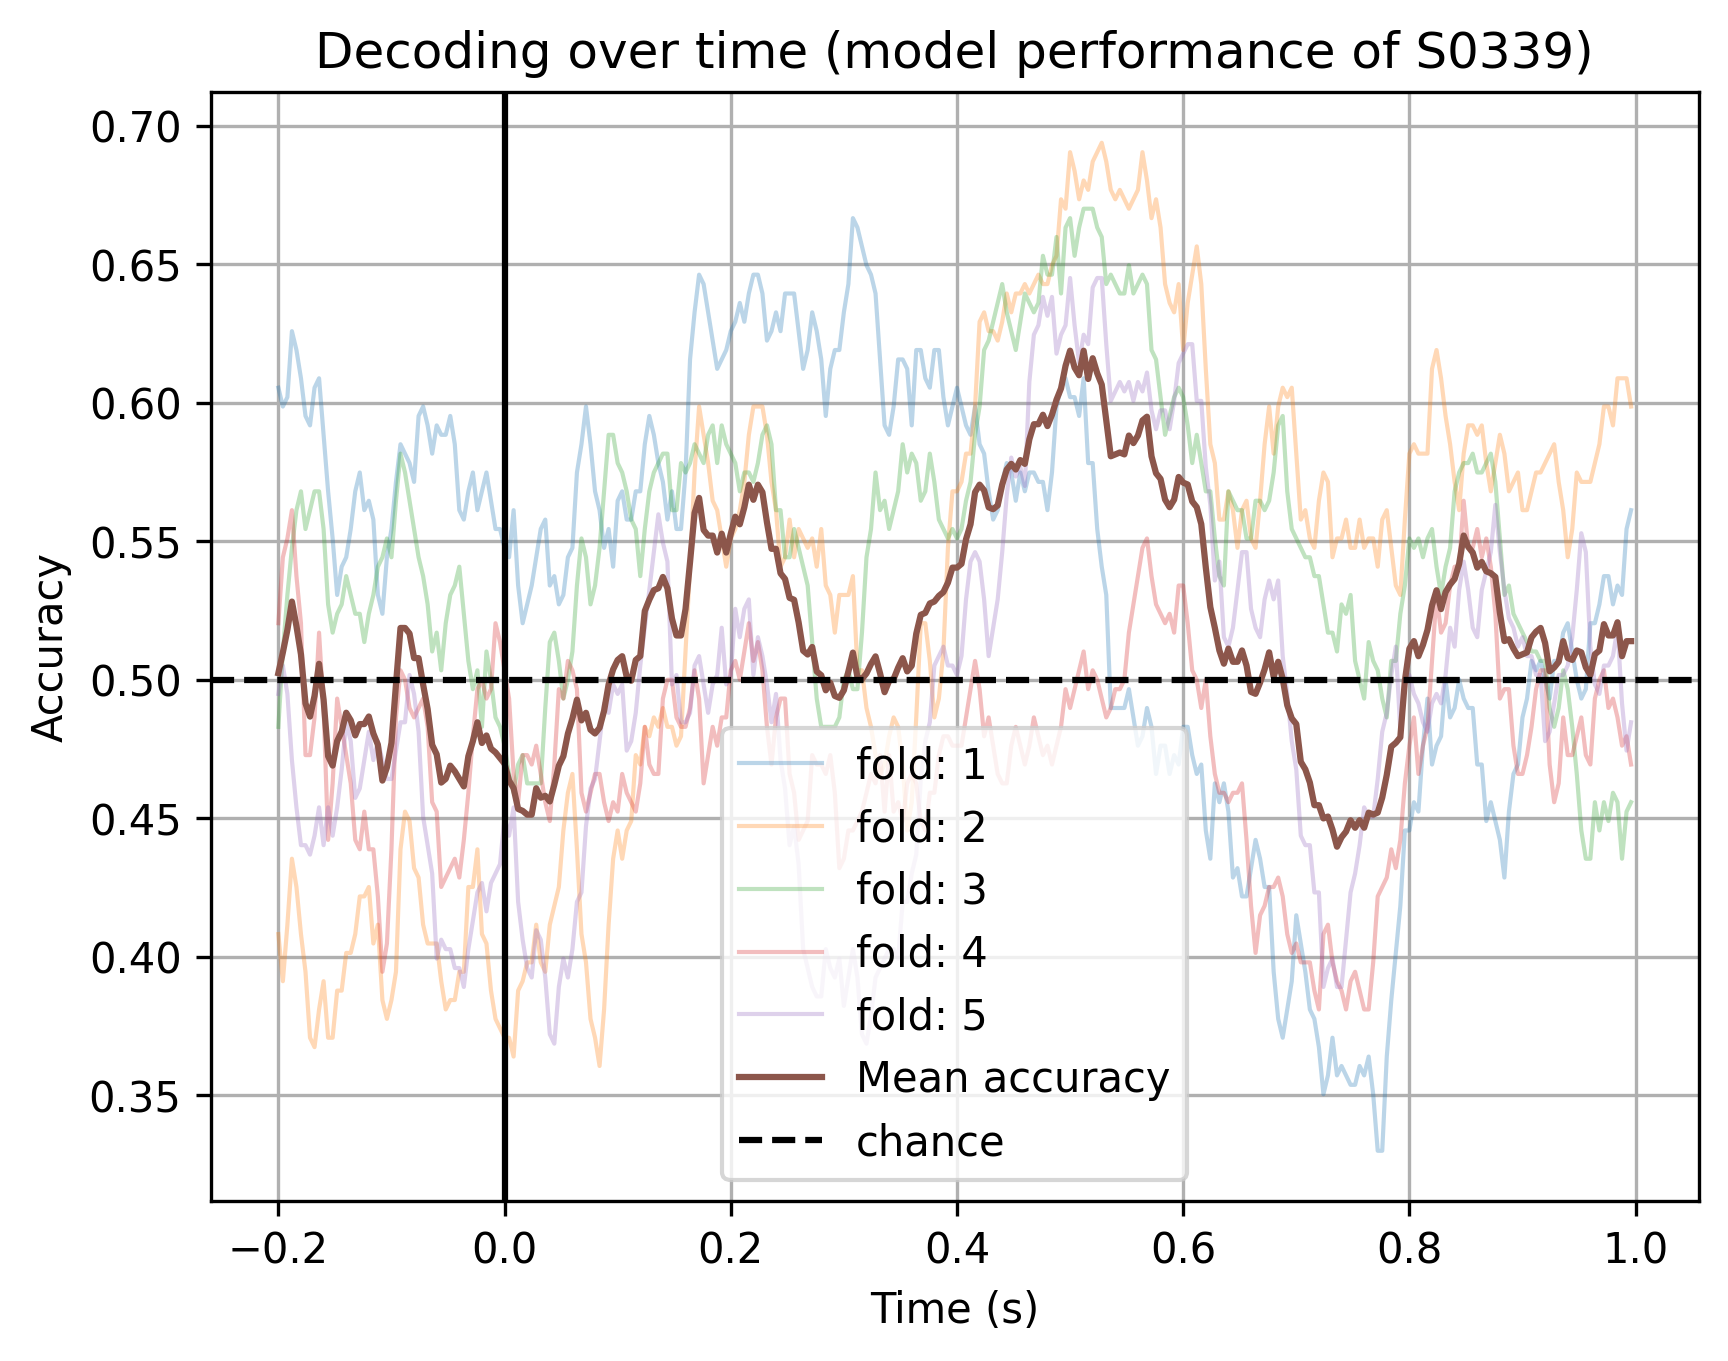 Decoding over time (model performance of S0339)
Accuracy
0.70
0.65
0.60
0.55
0.50
0.45
0.40
0.35
fold: 1
fold: 2
fold: 3
fold: 4
fold: 5
Mean accuracy
chance
−0.2
0.0
0.2
0.4
0.6
0.8
1.0
Time (s)